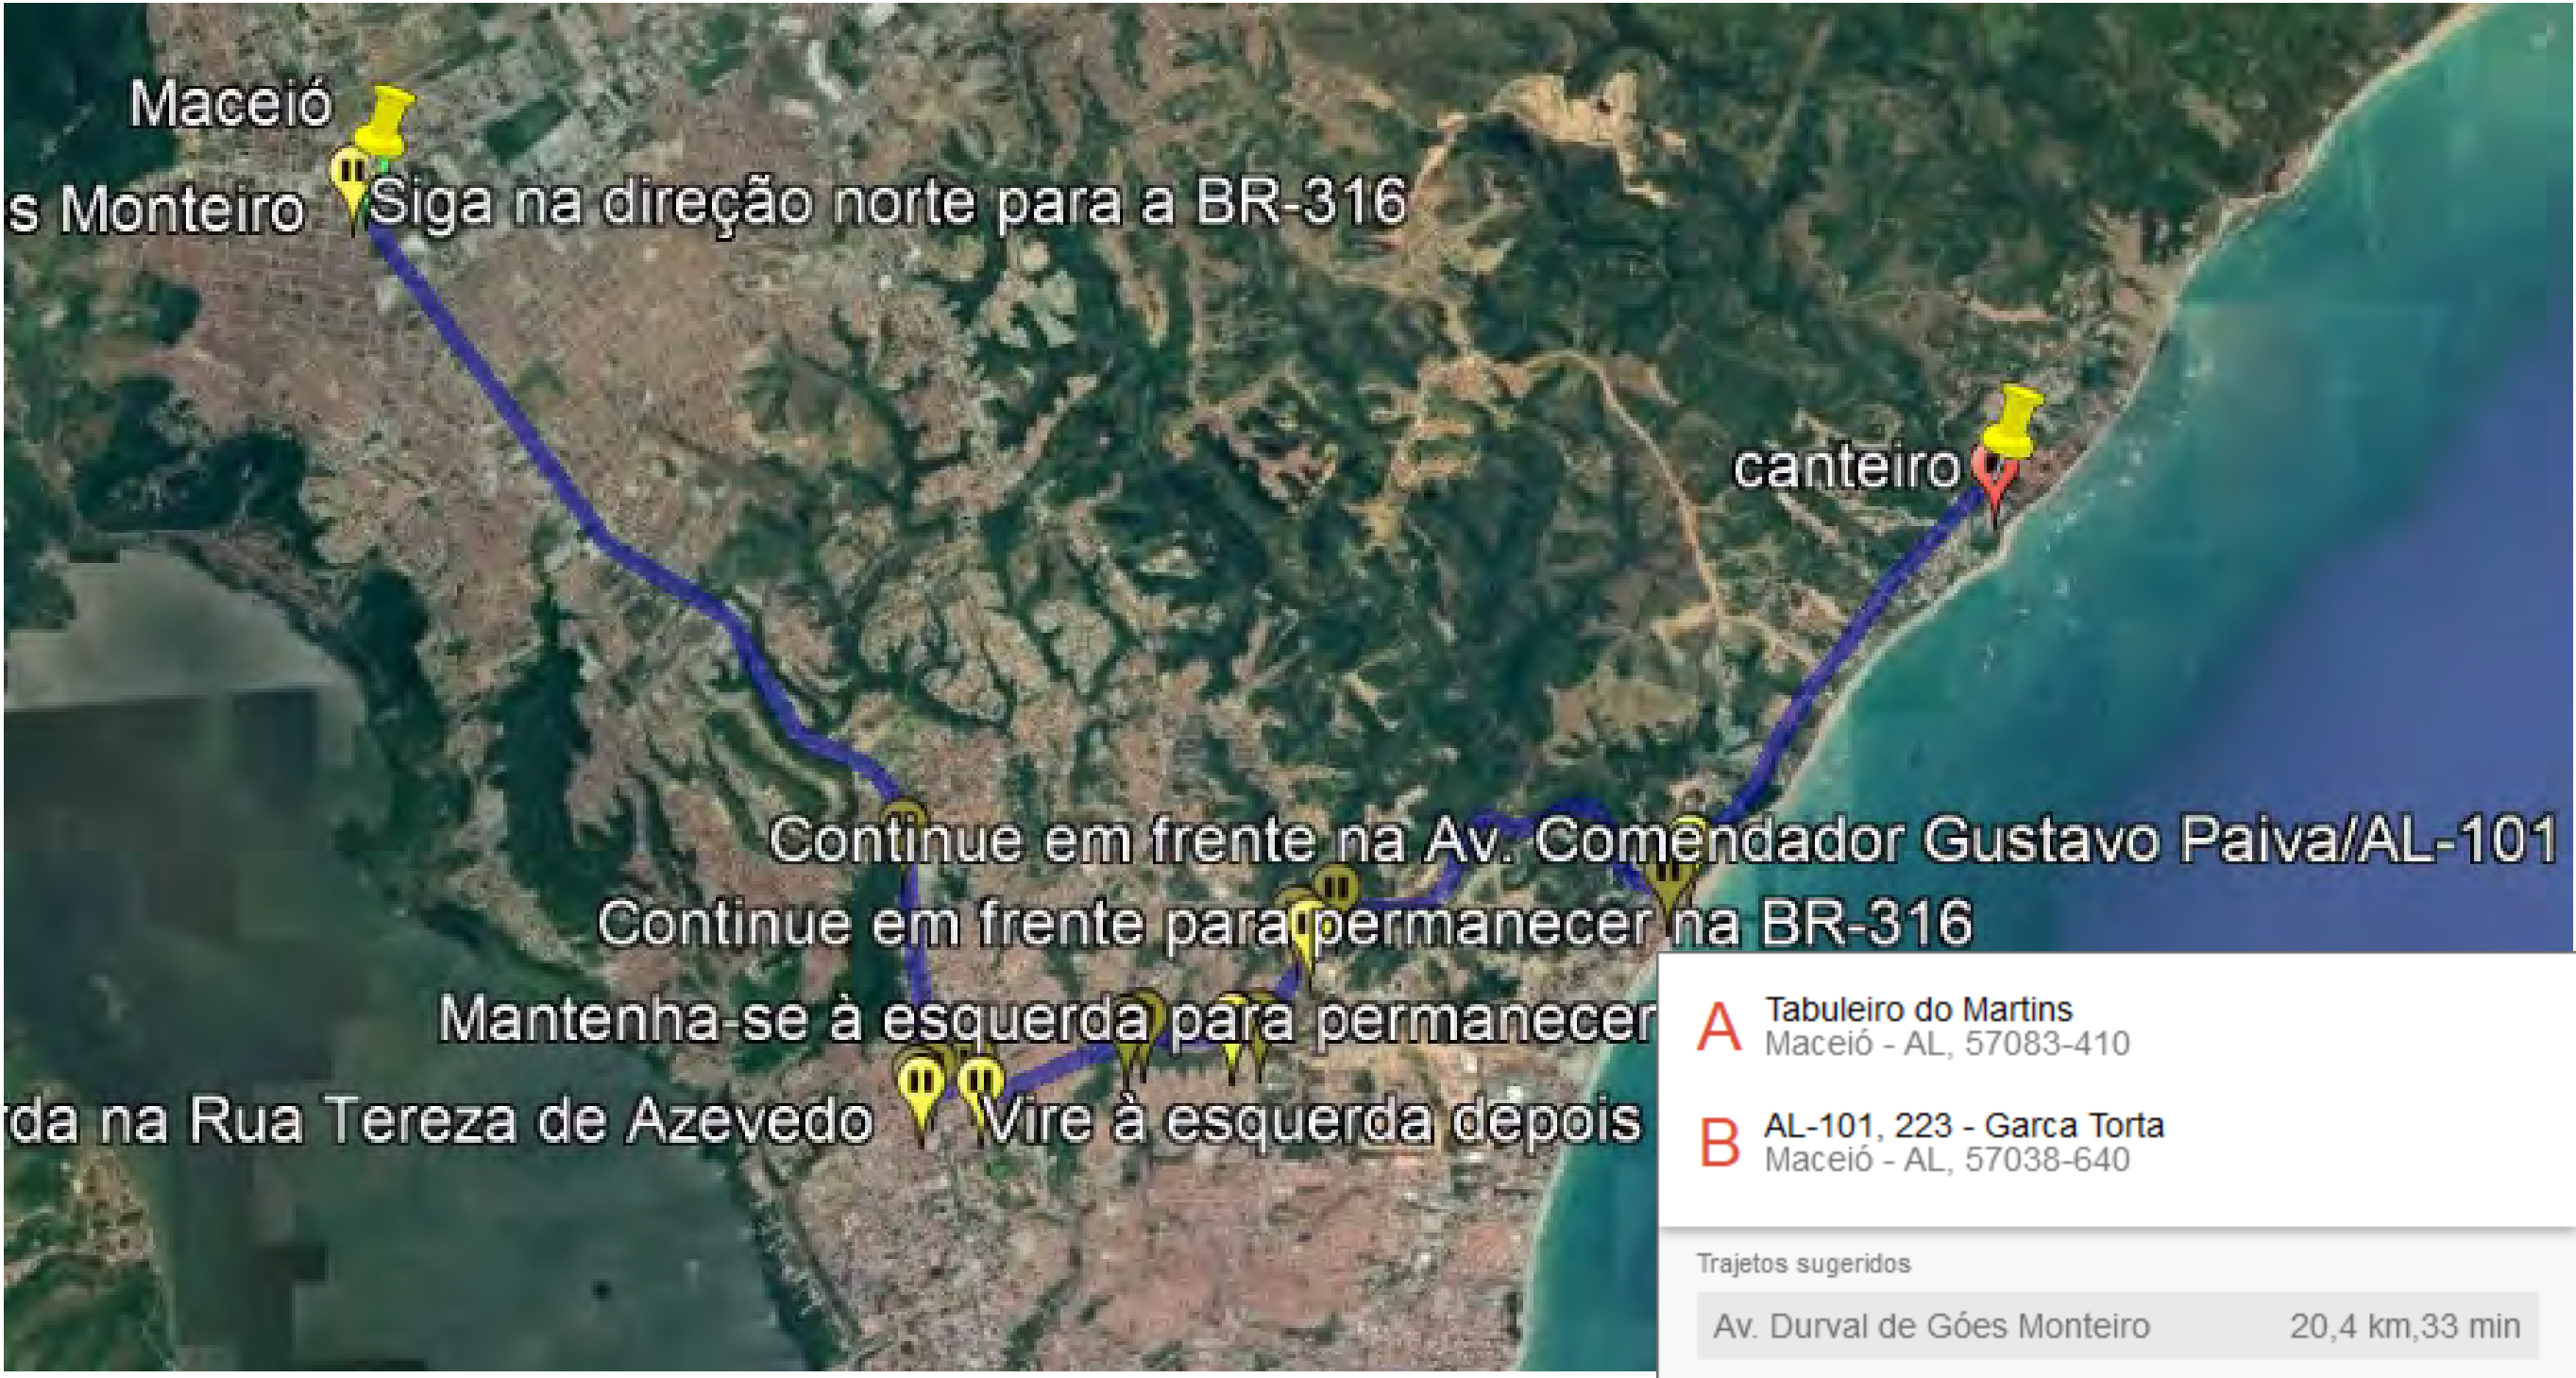 Maceió
s Monteiro
Siga na direção norte para a BR-316
canteiro
Continue em frente na Av. Comendador Gustavo Paiva/AL-101
Continue em frente para permanecer na BR-316
Mantenha-se à esquerda para permanecer
rda na Rua Tereza de Azevedo
Vire à esquerda depois
A Tabuleiro do Martins
Maceió - AL, 57083-410
B AL-101, 223 - Garca Torta
Maceió - AL, 57038-640
Trajetos sugeridos
Av. Durval de Góes Monteiro 20,4 km,33 min